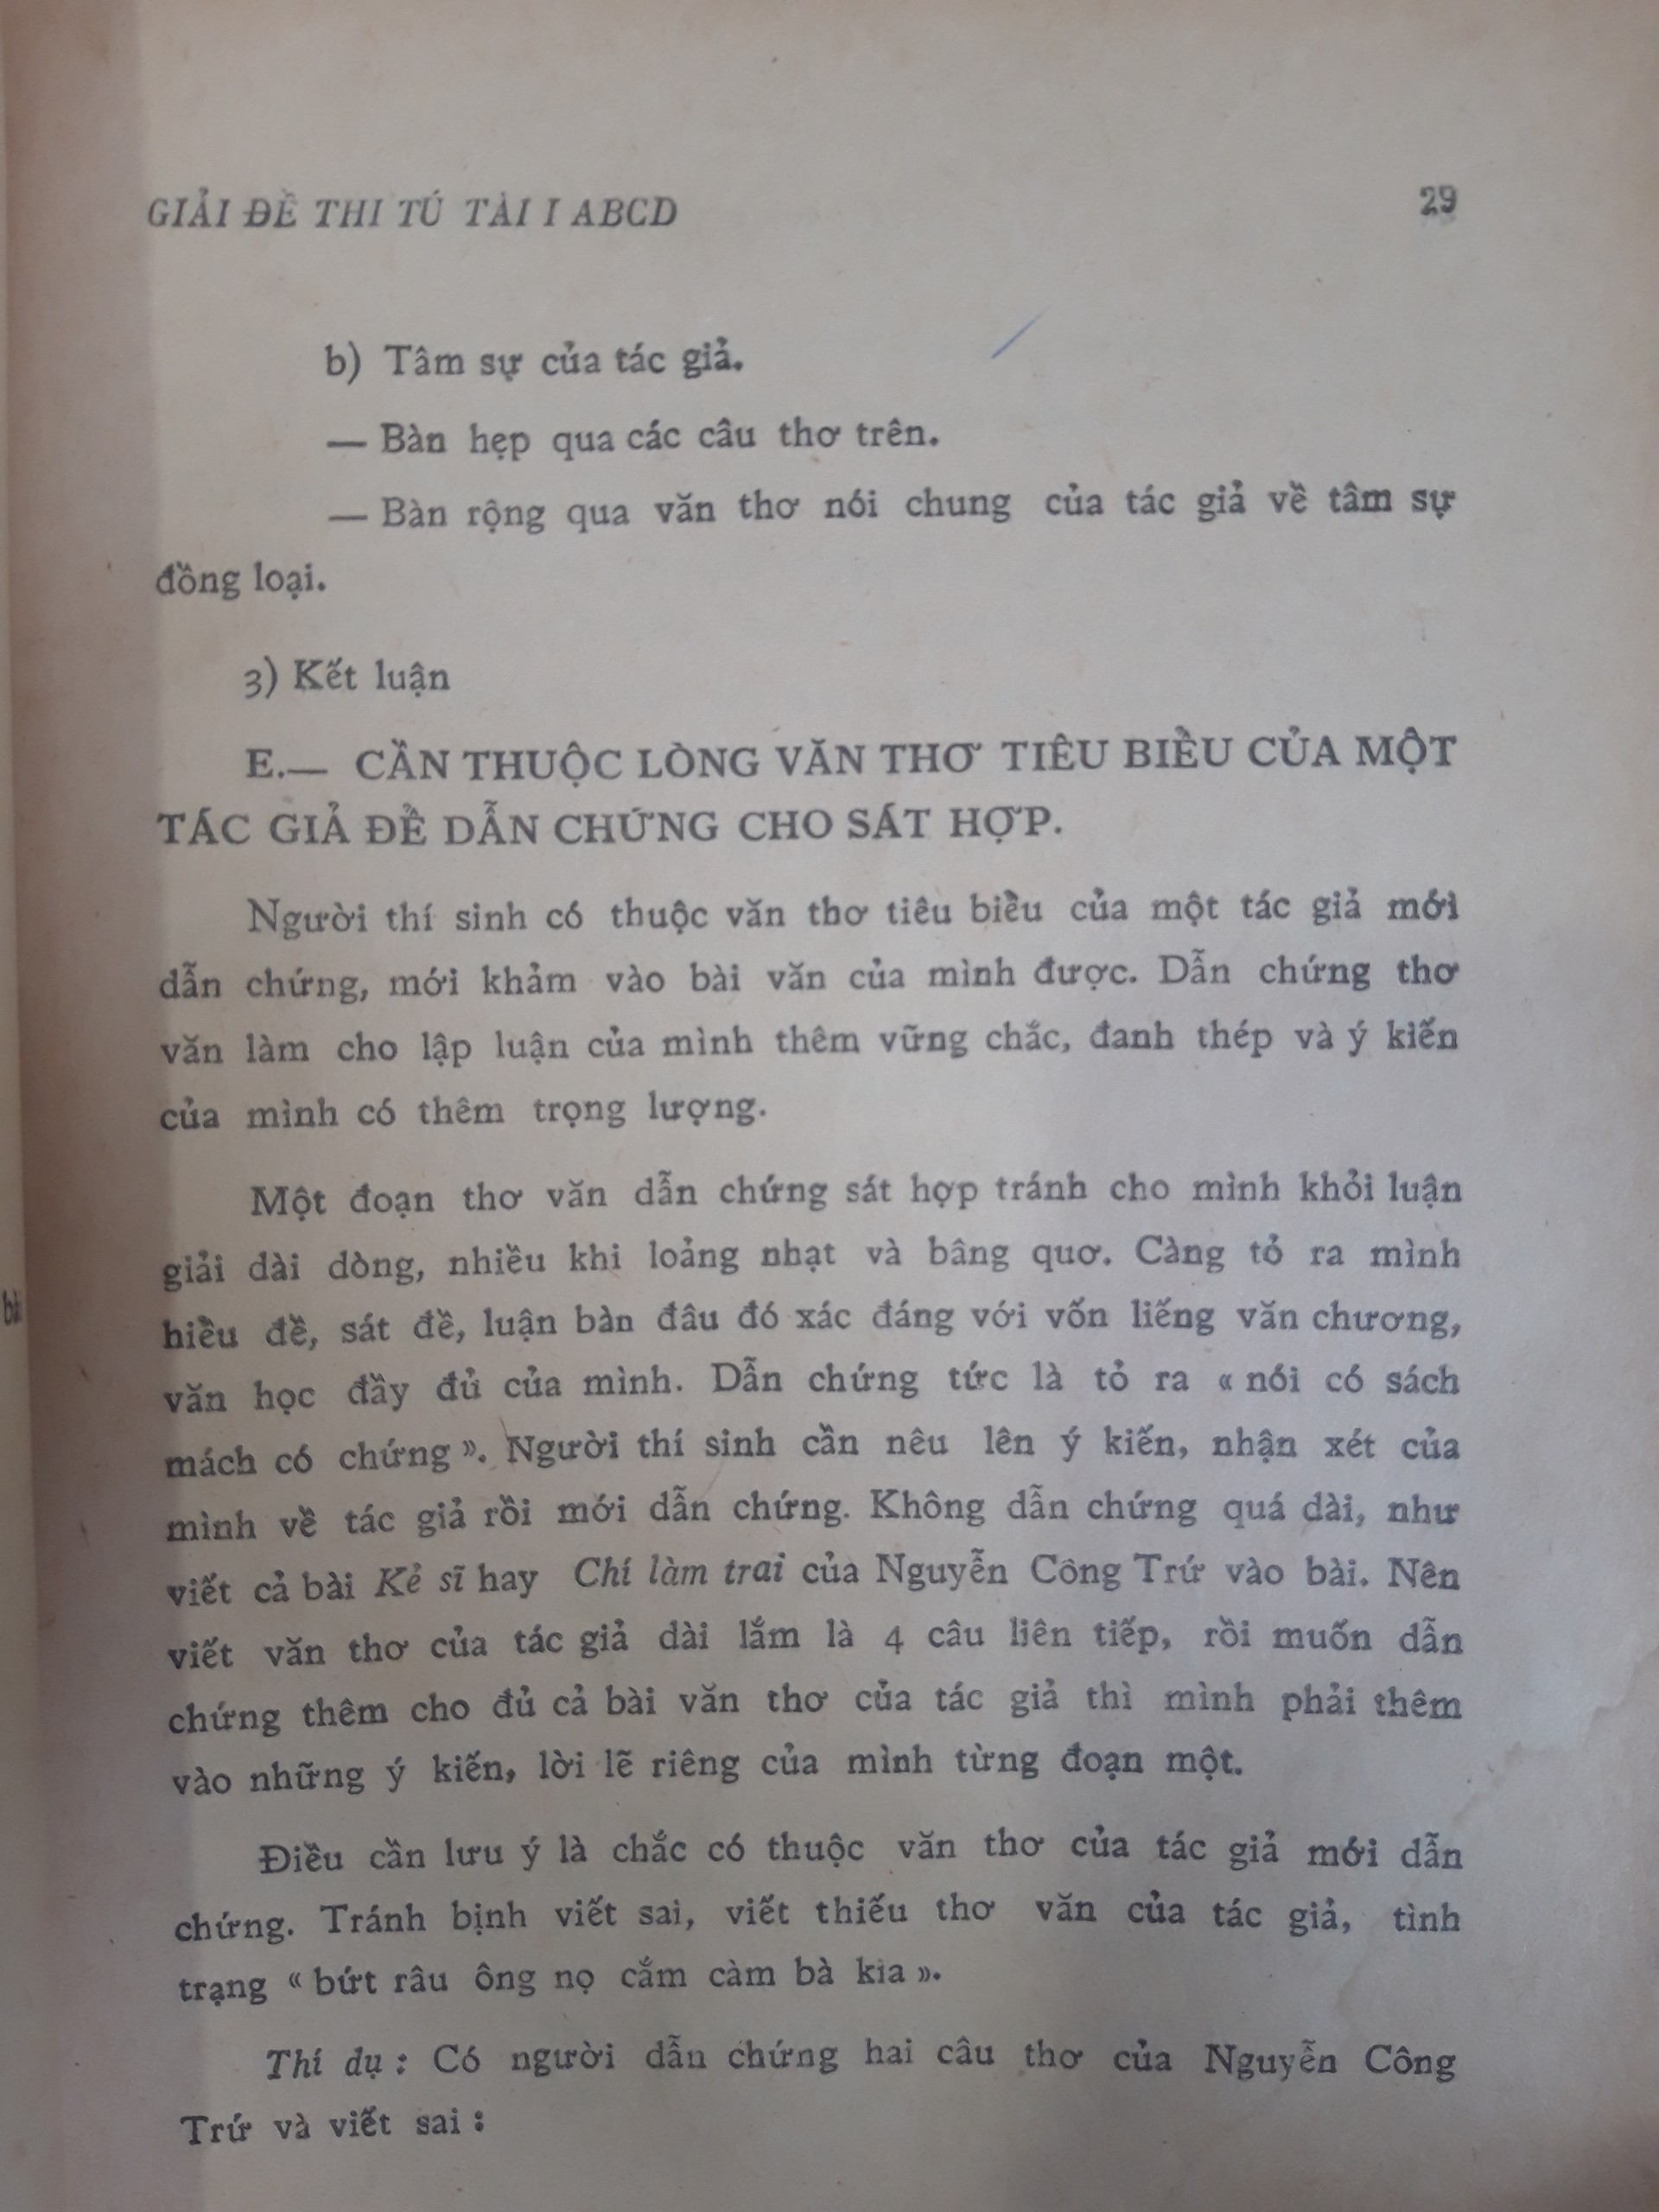 GIẢI ĐỀ THI TÚ TÀI I ABCD 29
b) Tâm sự của tác giả.
— Bàn hẹp qua các câu thơ trên.
— Bàn rộng qua văn thơ nói chung của tác giả về tâm sự
đồng loại.
3) Kết luận
E.— CẦN THUỘC LÒNG VĂN THƠ TIÊU BIỂU CỦA MỘT
TÁC GIẢ ĐỂ DẪN CHỨNG CHO SÁT HỢP.
Người thí sinh có thuộc văn thơ tiêu biểu của một tác giả mới
dẫn chứng, mới khảm vào bài văn của mình được. Dẫn chứng thơ
văn làm cho lập luận của mình thêm vững chắc, đanh thép và ý kiến
của mình có thêm trọng lượng.
Một đoạn thơ văn dẫn chứng sát hợp tránh cho mình khỏi luận
giải dài dòng, nhiều khi loảng nhạt và bâng quơ. Càng tỏ ra mình
hiểu đề, sát đề, luận bàn đâu đó xác đáng với vốn liếng văn chương,
văn học đầy đủ của mình. Dẫn chứng tức là tỏ ra « nói có sách
mách có chứng ». Người thí sinh cần nêu lên ý kiến, nhận xét của
mình về tác giả rồi mới dẫn chứng. Không dẫn chứng quá dài, như
viết cả bài Kẻ sĩ hay Chí làm trai của Nguyễn Công Trứ vào bài. Nên
viết văn thơ của tác giả dài lắm là 4 câu liên tiếp, rồi muốn dẫn
chứng thêm cho đủ cả bài văn thơ của tác giả thì mình phải thêm
vào những ý kiến, lời lẽ riêng của mình từng đoạn một.
Điều cần lưu ý là chắc có thuộc văn thơ của tác giả mới dẫn
chứng. Tránh bịnh viết sai, viết thiếu thơ văn của tác giả, tình
trạng « bứt râu ông nọ cắm càm bà kia ».
Thí dụ : Có người dẫn chứng hai câu thơ của Nguyễn Công
Trứ và viết sai :